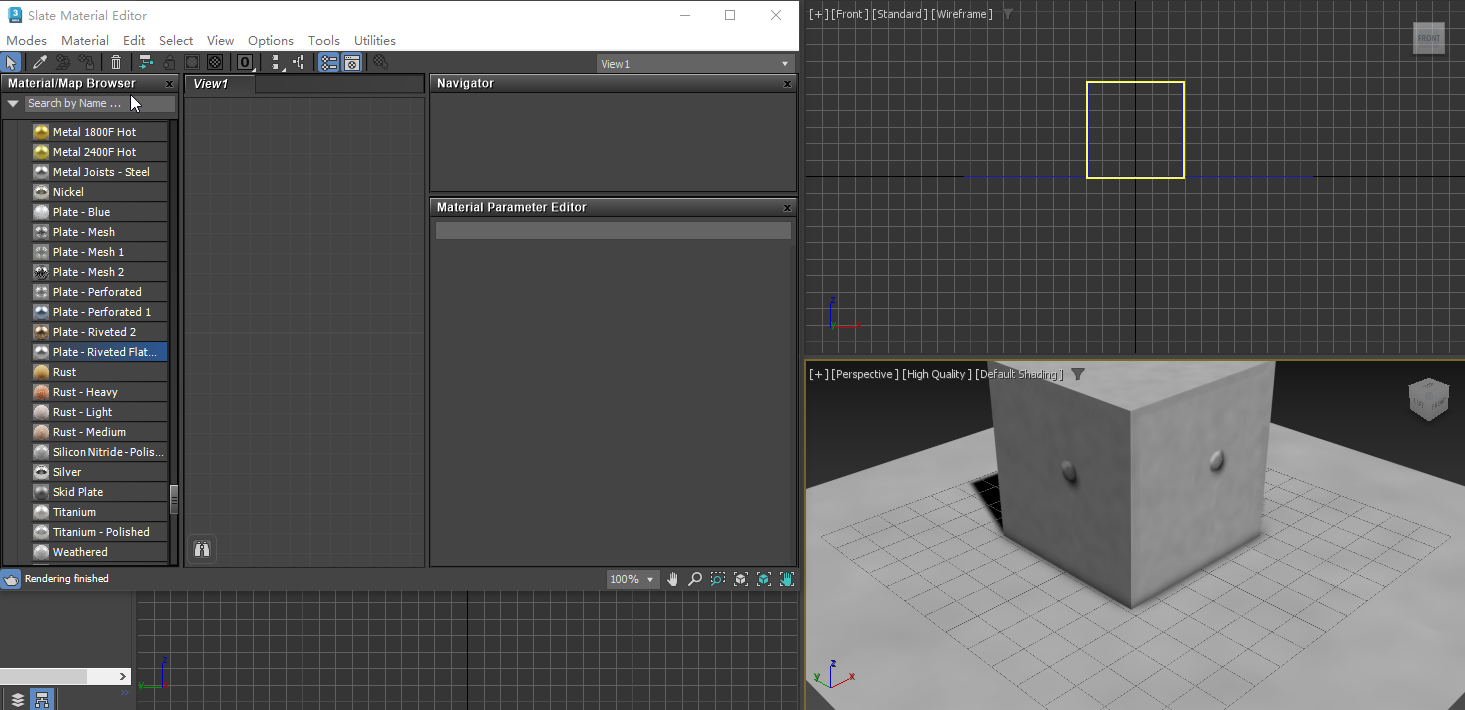 Slate Material Editor
Modes Material Edit Select View Options Tools Utilities
View1
Material/Map Browser
Search by Name ...
Metal 1800F Hot
Metal 2400F Hot
Metal Joists - Steel
Nickel
Plate - Blue
Plate - Mesh
Plate - Mesh 1
Plate - Mesh 2
Plate - Perforated
Plate - Perforated 1
Plate - Riveted 2
Plate - Riveted Flat...
Rust
Rust - Heavy
Rust - Light
Rust - Medium
Silicon Nitride - Polis...
Silver
Skid Plate
Titanium
Titanium - Polished
Weathered
View1
Navigator
Material Parameter Editor
Rendering finished
100%
[+] [Front] [Standard] [Wireframe]
FRONT
z
y
x
[+] [Perspective] [High Quality] [Default Shading]
z
y
x
z
y